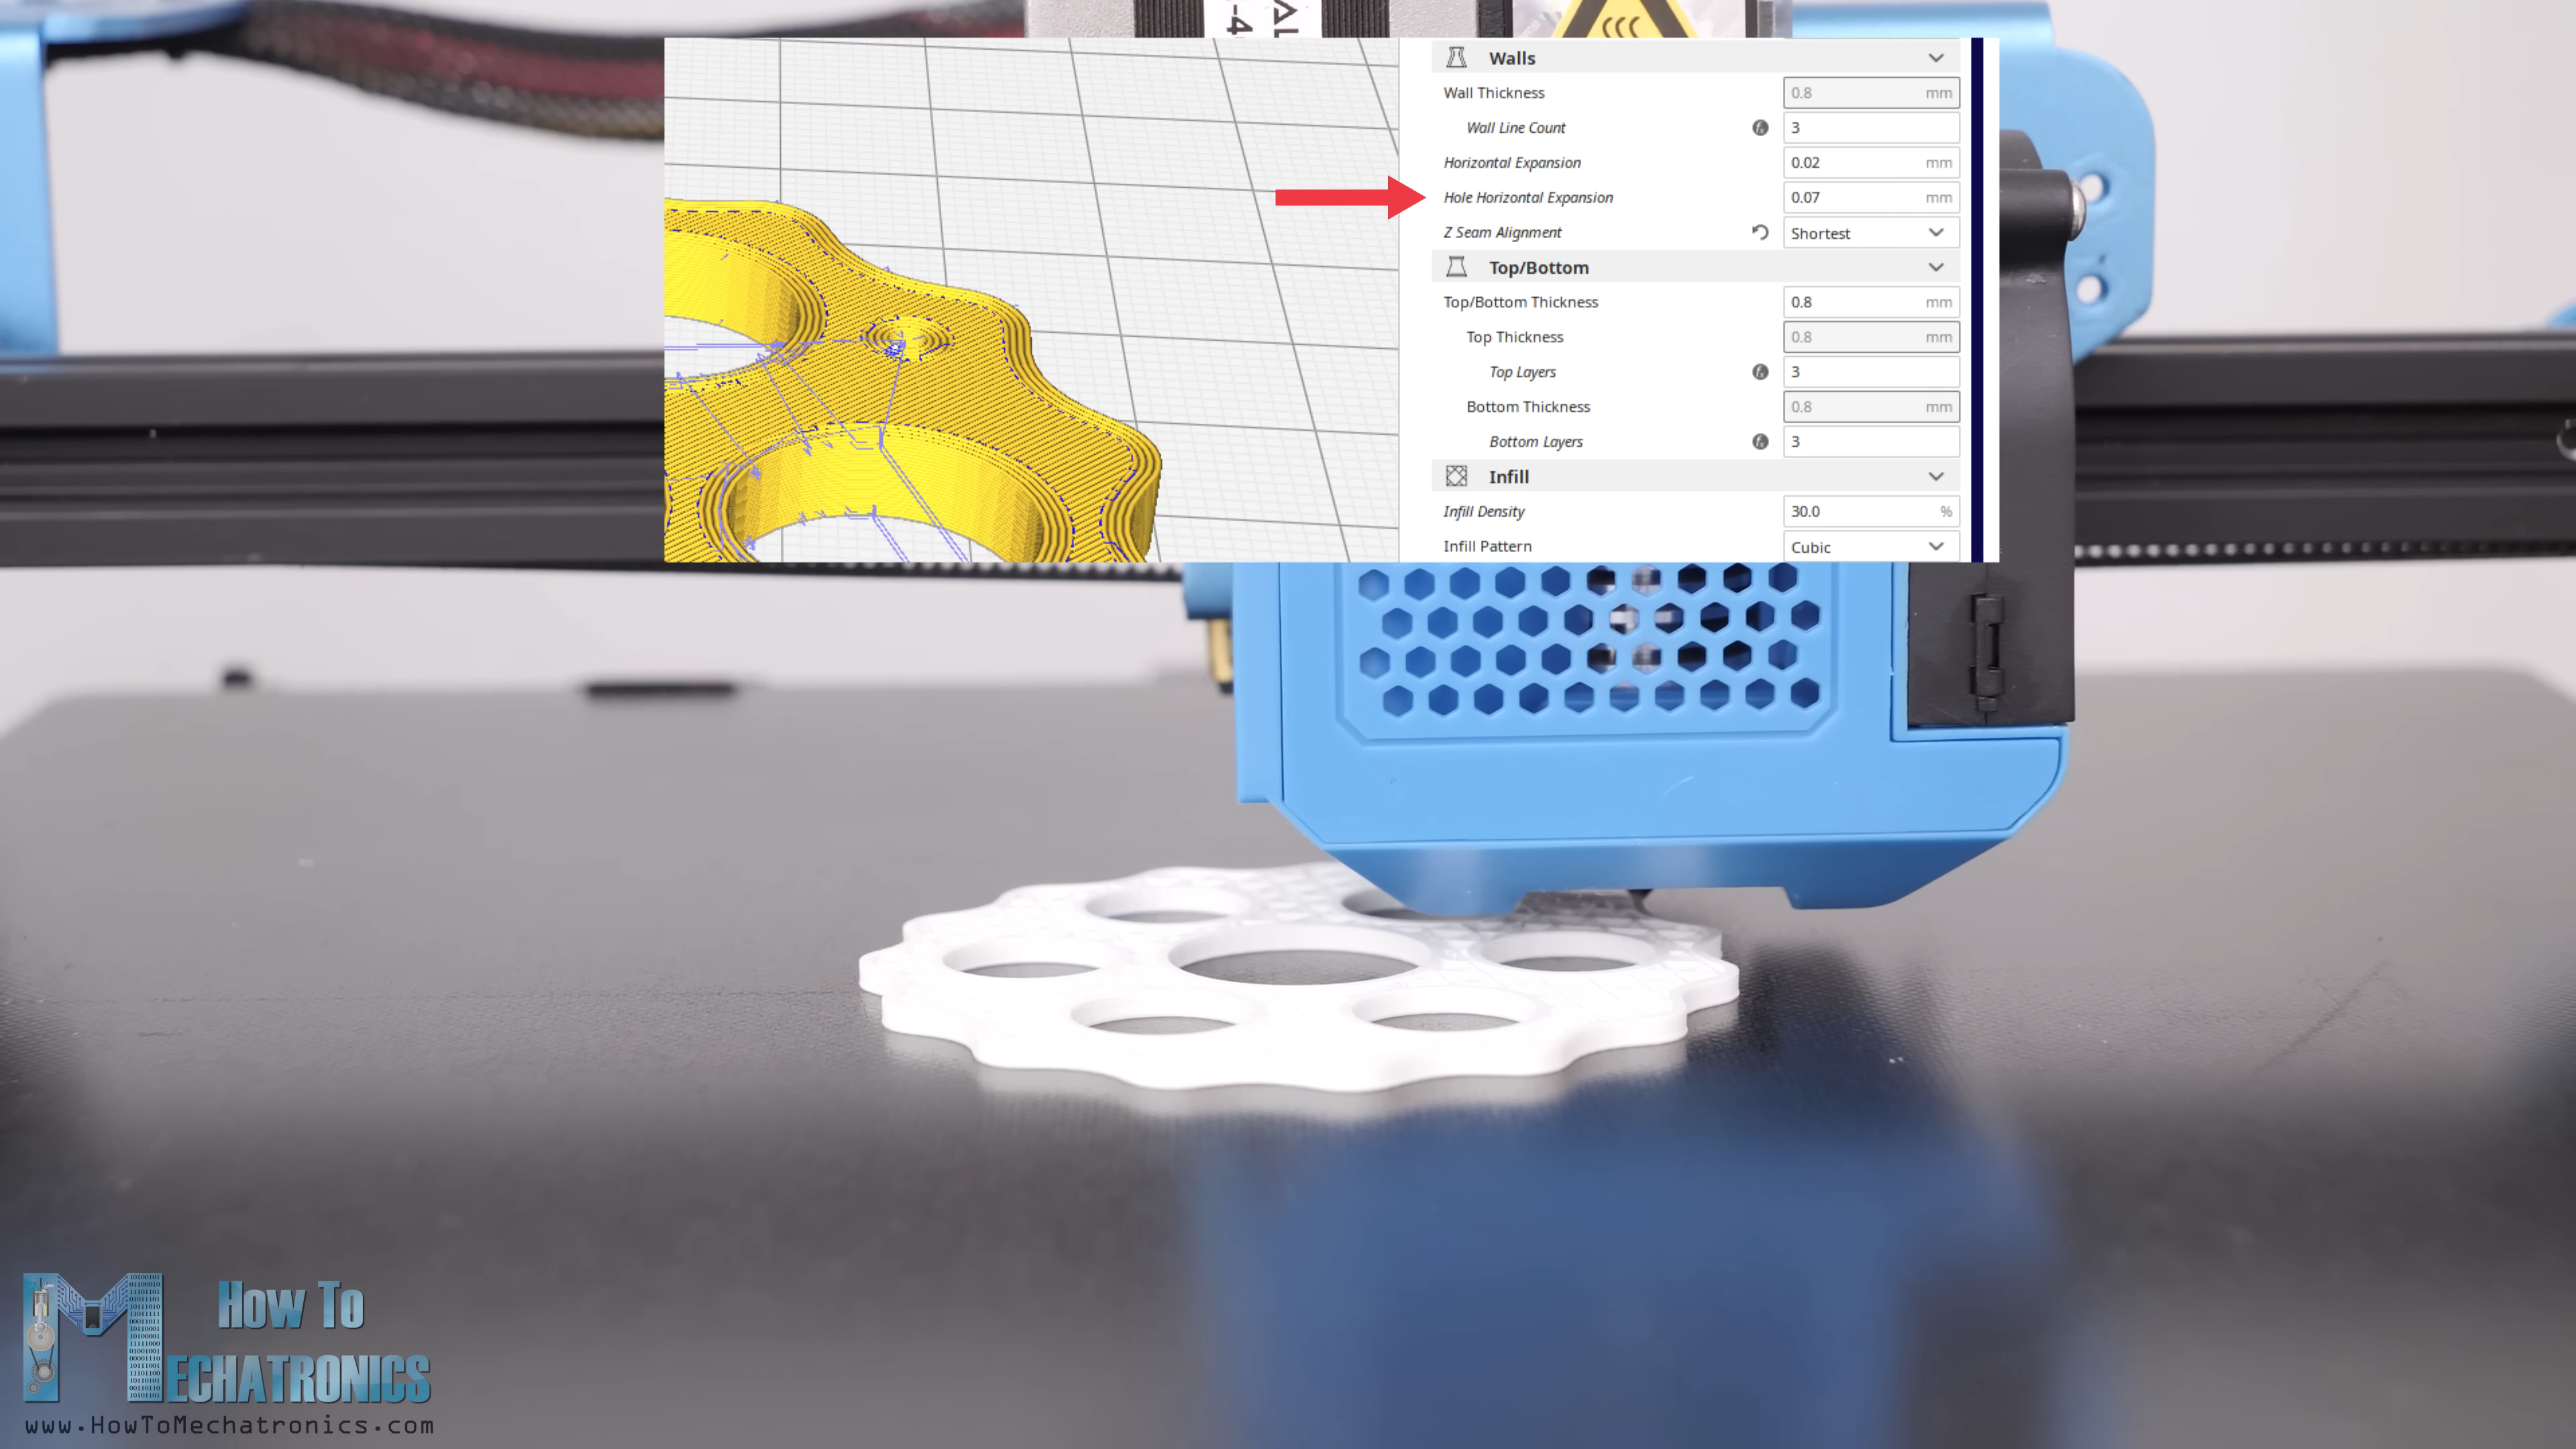 AL
-4
Walls
Wall Thickness 0.8 mm
Wall Line Count 3
Horizontal Expansion 0.02 mm
Hole Horizontal Expansion 0.07 mm
Z Seam Alignment Shortest
Top/Bottom
Top/Bottom Thickness 0.8 mm
Top Thickness 0.8 mm
Top Layers 3
Bottom Thickness 0.8 mm
Bottom Layers 3
Infill
Infill Density 30.0 %
Infill Pattern Cubic
How To
MECHATRONICS
www.HowToMechatronics.com